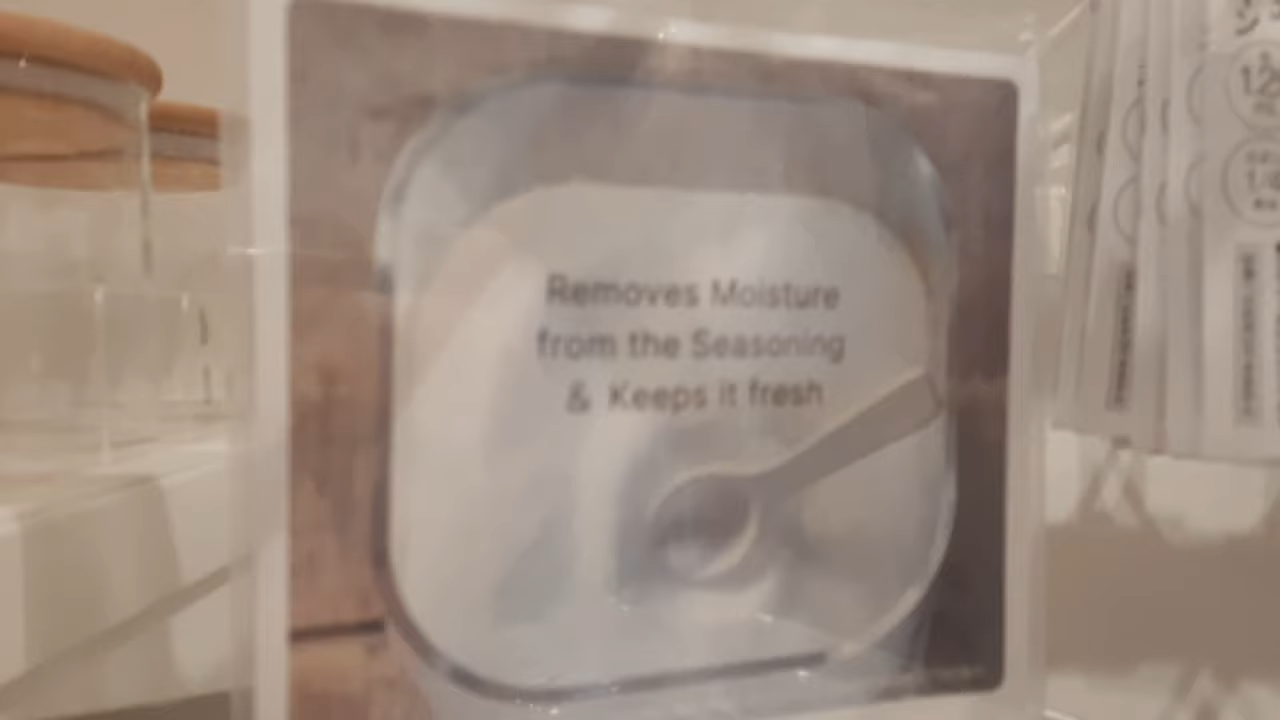 Removes Moisture
from the Seasoning
& Keeps it fresh